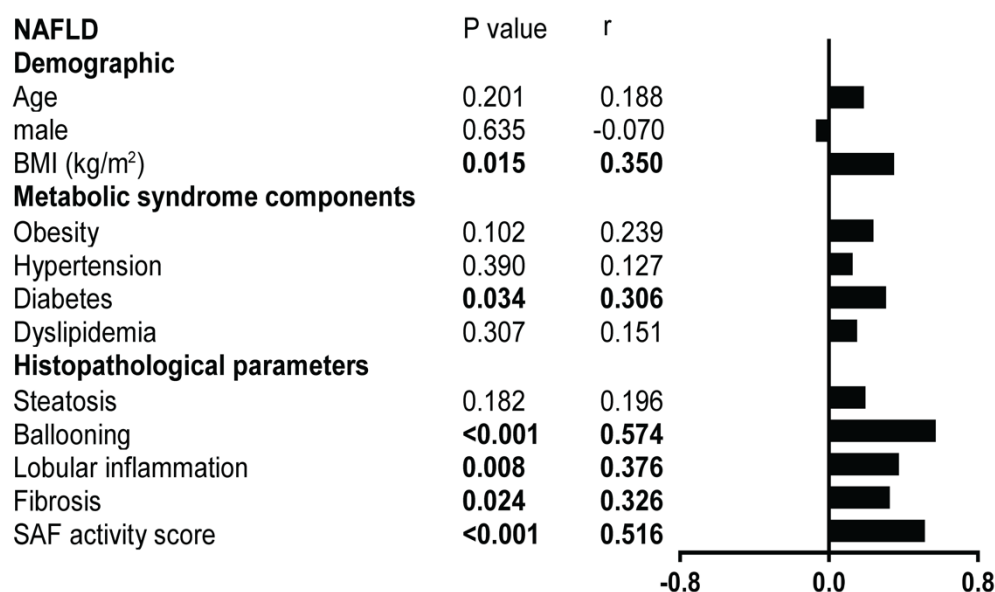 NAFLD P value r
Demographic
Age 0.201 0.188
male 0.635 -0.070
BMI (kg/m²) 0.015 0.350
Metabolic syndrome components
Obesity 0.102 0.239
Hypertension 0.390 0.127
Diabetes 0.034 0.306
Dyslipidemia 0.307 0.151
Histopathological parameters
Steatosis 0.182 0.196
Ballooning <0.001 0.574
Lobular inflammation 0.008 0.376
Fibrosis 0.024 0.326
SAF activity score <0.001 0.516
-0.8 0.0 0.8